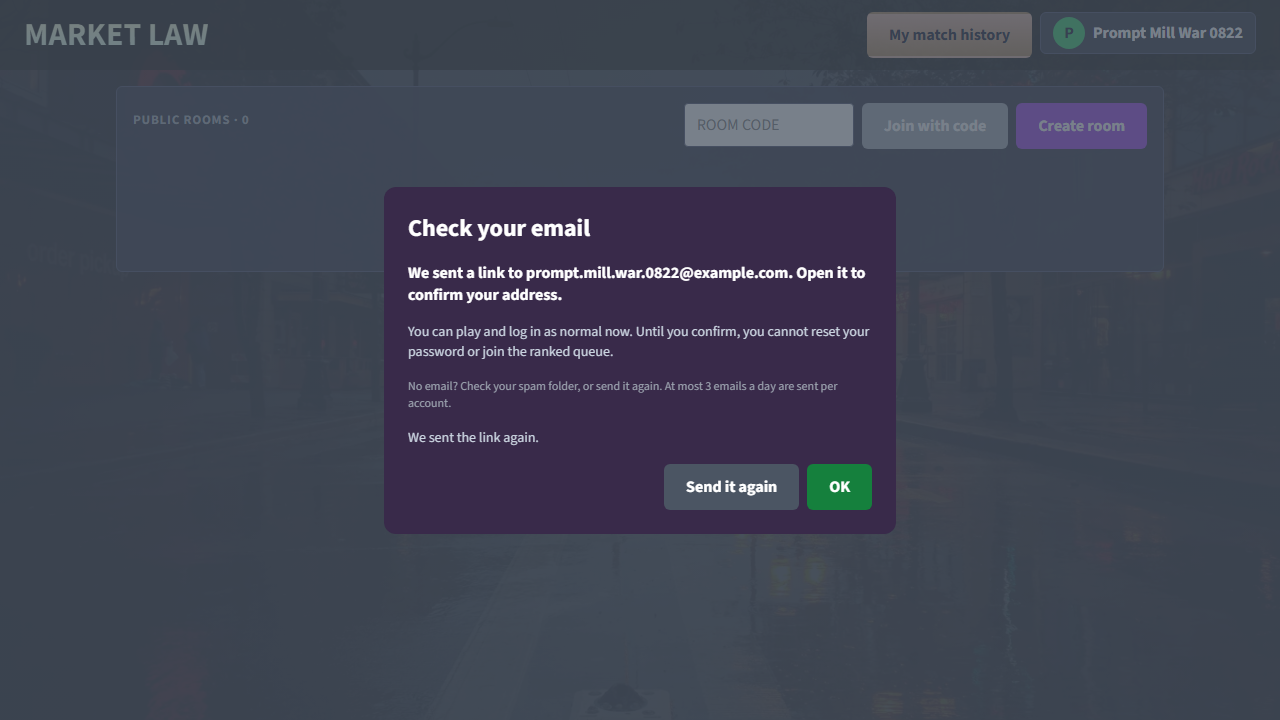 MARKET LAW
My match history
P
Prompt Mill War 0822
PUBLIC ROOMS · 0
ROOM CODE
Join with code
Create room
Check your email
We sent a link to prompt.mill.war.0822@example.com. Open it to
confirm your address.
You can play and log in as normal now. Until you confirm, you cannot reset your
password or join the ranked queue.
No email? Check your spam folder, or send it again. At most 3 emails a day are sent per
account.
We sent the link again.
Send it again
OK